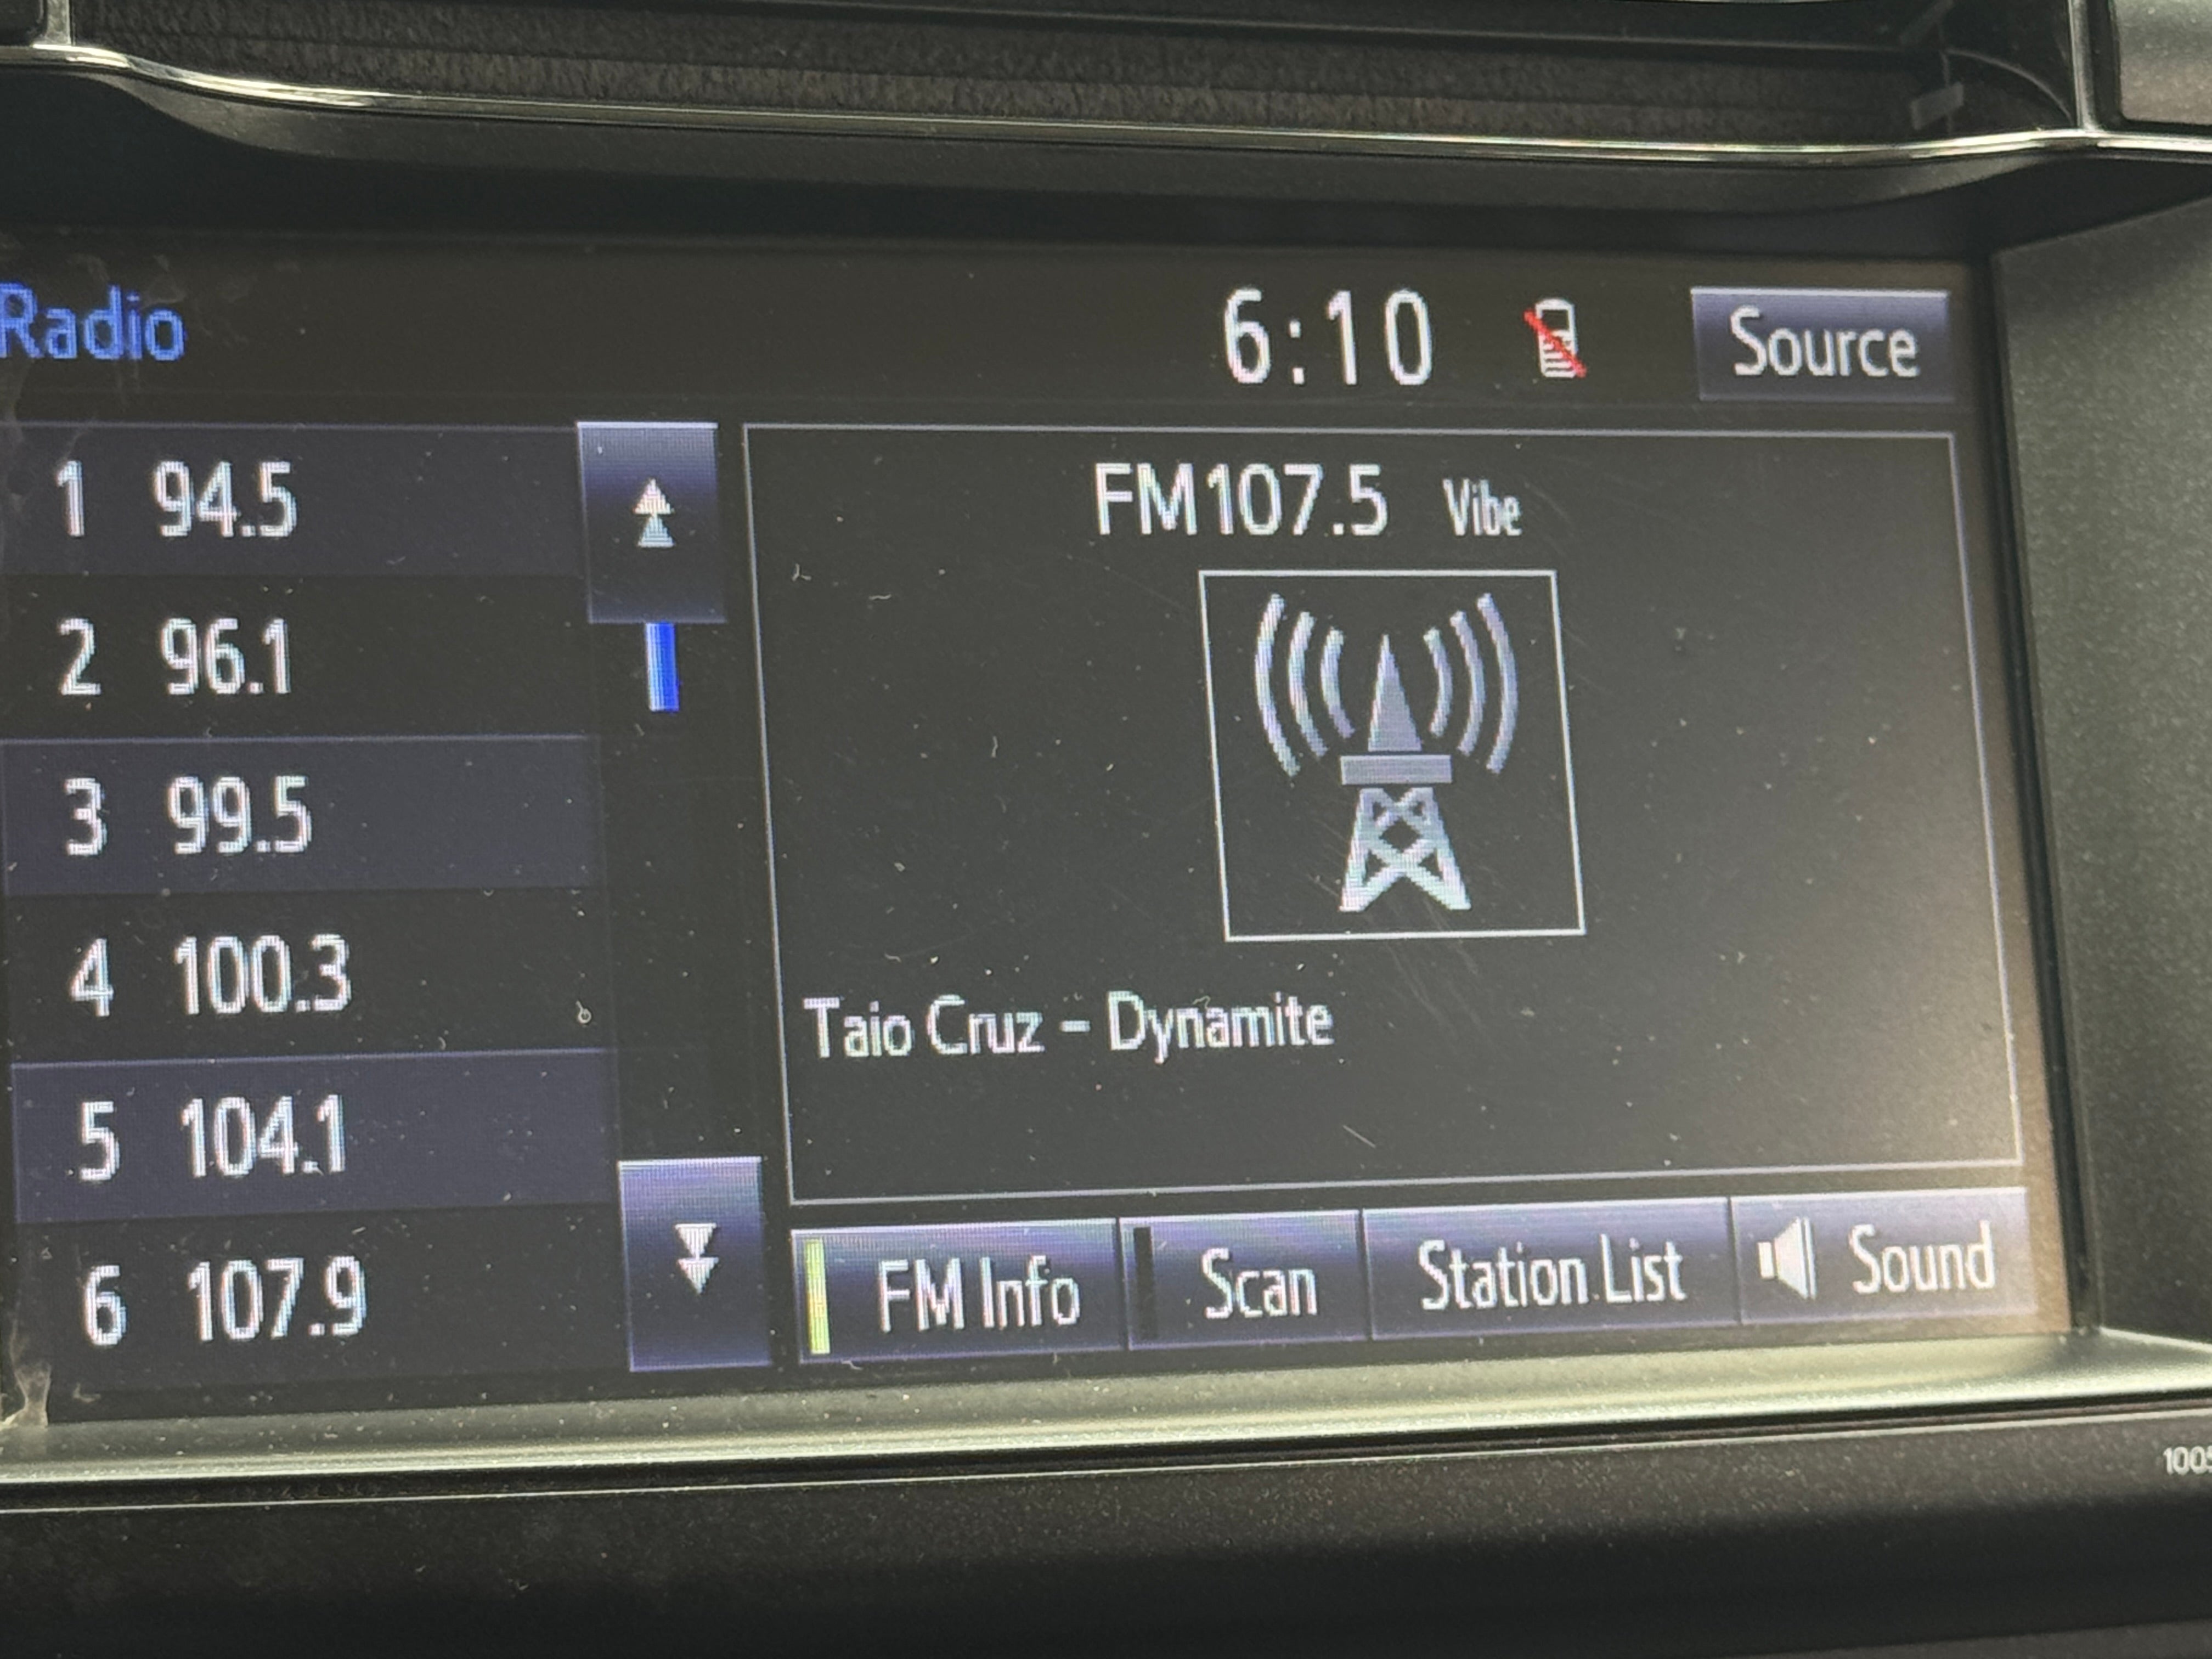 Radio
6:10
Source
1 94.5
2 96.1
3 99.5
4 100.3
5 104.1
6 107.9
FM107.5 Vibe
Taio Cruz - Dynamite
FM Info
Scan
Station List
Sound